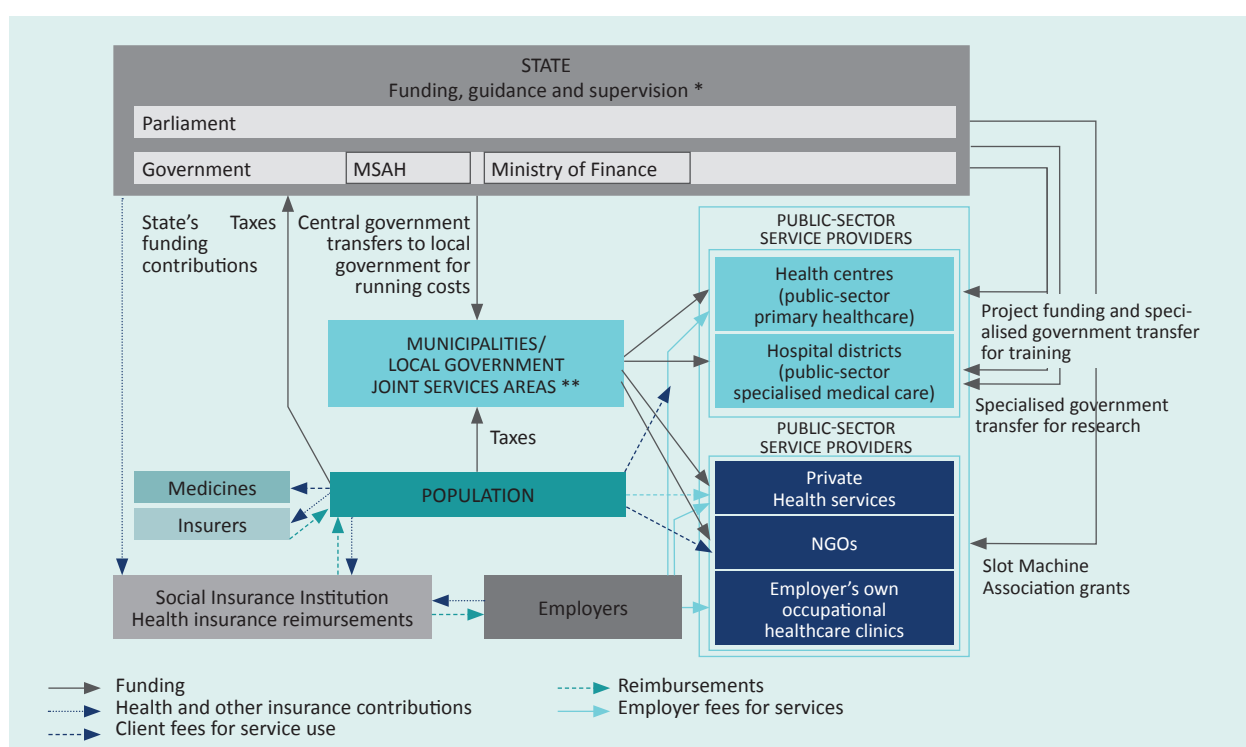 STATE
Funding, guidance and supervision *
Parliament
Government
MSAH
Ministry of Finance
State's
funding
contributions
Taxes
Central government
transfers to local
government for
running costs
PUBLIC-SECTOR
SERVICE PROVIDERS
Health centres
(public-sector
primary healthcare)
Hospital districts
(public-sector
specialised medical care)
Project funding and speci-
alised government transfer
for training
Specialised government
transfer for research
MUNICIPALITIES/
LOCAL GOVERNMENT
JOINT SERVICES AREAS **
Taxes
PUBLIC-SECTOR
SERVICE PROVIDERS
Private
Health services
NGOs
Employer's own
occupational
healthcare clinics
Slot Machine
Association grants
Medicines
Insurers
POPULATION
Social Insurance Institution
Health insurance reimursements
Employers
Funding
Health and other insurance contributions
Client fees for service use
Reimbursements
Employer fees for services